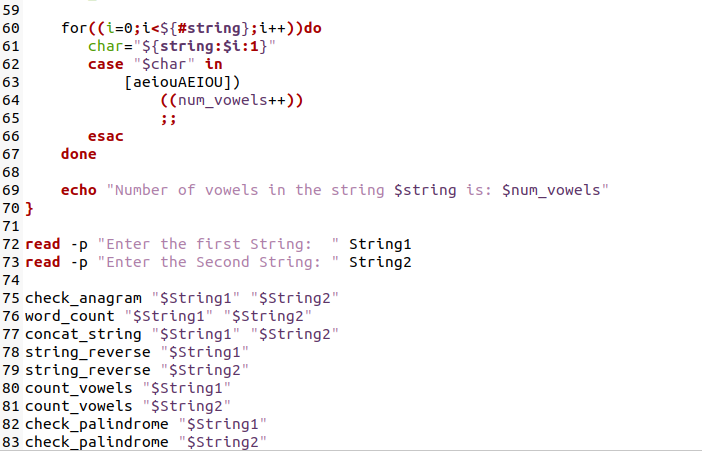 59
60 for((i=0;i<${#string};i++))do
61 char="${string:$i:1}"
62 case "$char" in
63 [aeiouAEIOU])
64 ((num_vowels++))
65 ;;
66 esac
67 done
68
69 echo "Number of vowels in the string $string is: $num_vowels"
70 }
71
72 read -p "Enter the first String:  " String1
73 read -p "Enter the Second String: " String2
74
75 check_anagram "$String1" "$String2"
76 word_count "$String1" "$String2"
77 concat_string "$String1" "$String2"
78 string_reverse "$String1"
79 string_reverse "$String2"
80 count_vowels "$String1"
81 count_vowels "$String2"
82 check_palindrome "$String1"
83 check_palindrome "$String2"